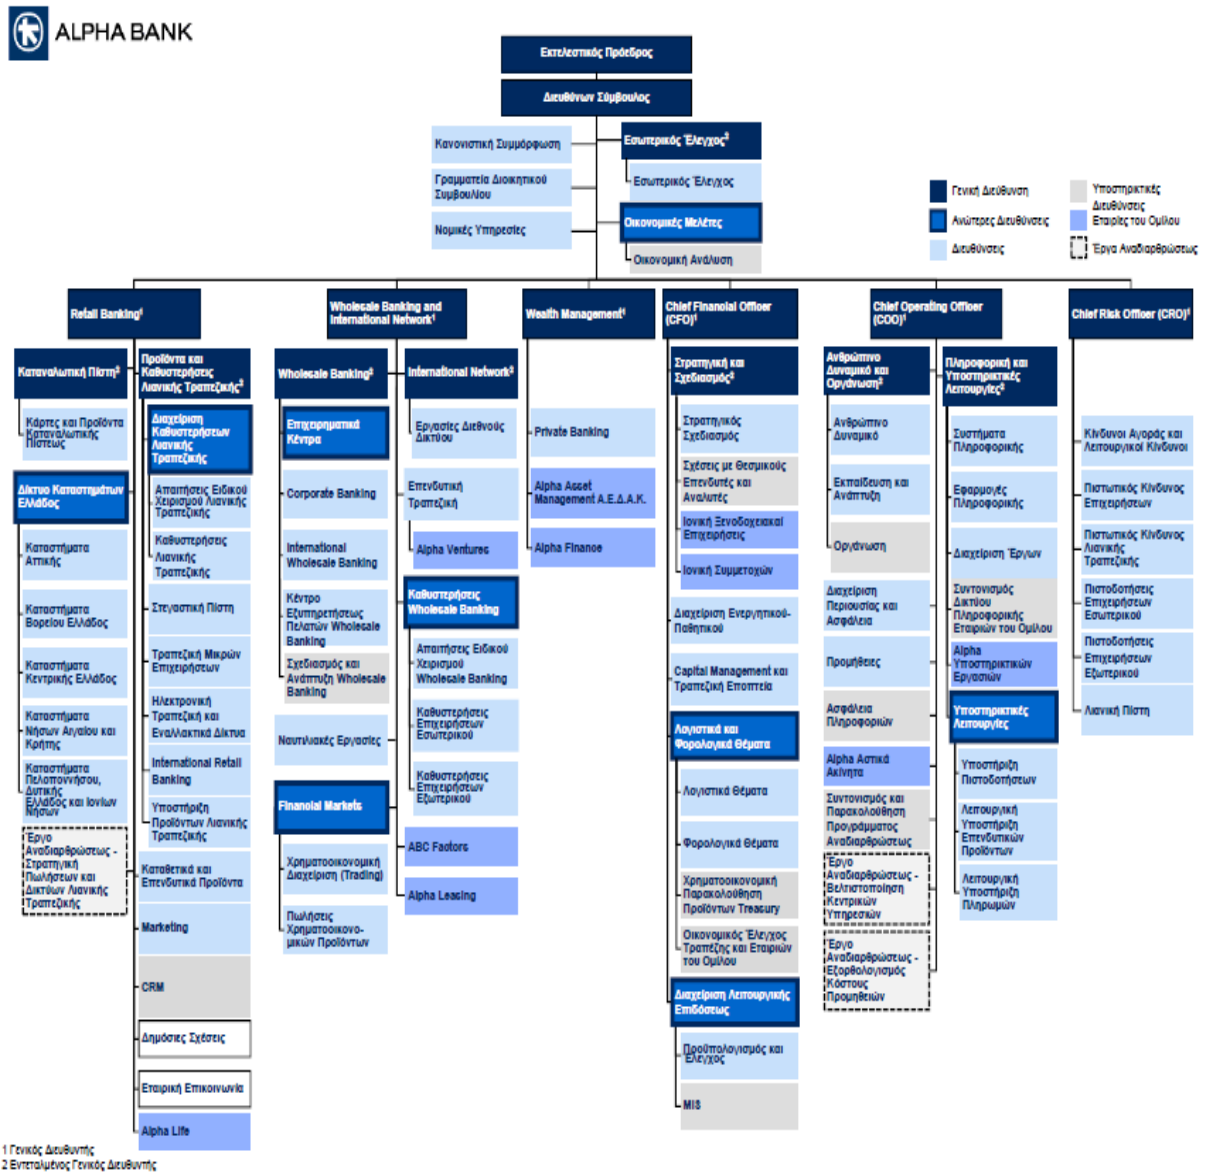 ALPHA BANK
Εκτελεστικός Πρόεδρος
Διευθύνων Σύμβουλος
Κανονιστική Συμμόρφωση
Γραμματεία Διοικητικού
Συμβουλίου
Νομικές Υπηρεσίες
Εσωτερικός Έλεγχος2
Εσωτερικός Έλεγχος
Οικονομικές Μελέτες
Οικονομική Ανάλυση
Γενική Διεύθυνση
Ανώτερες Διευθύνσεις
Διευθύνσεις
Υποστηρικτικές
Διευθύνσεις
Εταιρίες του Ομίλου
Έργα Αναδιαρθρώσεως
Retail Banking1
Καταναλωτική Πίστη2
Κάρτες και Προϊόντα
Καταναλωτικής
Πίστεως
Δίκτυο Καταστημάτων
Ελλάδος
Καταστήματα
Αττικής
Καταστήματα
Βορείου Ελλάδος
Καταστήματα
Κεντρικής Ελλάδος
Καταστήματα
Νήσων Αιγαίου και
Κρήτης
Καταστήματα
Πελοποννήσου,
Δυτικής
Ελλάδος και Ιονίων
Νήσων
Έργο
Αναδιαρθρώσεως -
Στρατηγική
Πωλήσεων και
Δικτύων Λιανικής
Τραπεζικής
Προϊόντα και
Καθυστερήσεις
Λιανικής Τραπεζικής2
Διαχείριση
Καθυστερήσεων
Λιανικής
Τραπεζικής
Απαιτήσεις Ειδικού
Χειρισμού Λιανικής
Τραπεζικής
Καθυστερήσεις
Λιανικής
Τραπεζικής
Στεγαστική Πίστη
Τραπεζική Μικρών
Επιχειρήσεων
Ηλεκτρονική
Τραπεζική και
Εναλλακτικά Δίκτυα
International Retail
Banking
Υποστήριξη
Προϊόντων Λιανικής
Τραπεζικής
Καταθετικά και
Επενδυτικά Προϊόντα
Marketing
CRM
Δημόσιες Σχέσεις
Εταιρική Επικοινωνία
Alpha Life
Wholesale Banking and
International Network1
Wholesale Banking2
Επιχειρηματικά
Κέντρα
Corporate Banking
International
Wholesale Banking
Κέντρο
Εξυπηρετήσεως
Πελατών Wholesale
Banking
Σχεδιασμός και
Ανάπτυξη Wholesale
Banking
Ναυτιλιακές Εργασίες
Financial Markets
Χρηματοοικονομική
Διαχείριση (Trading)
Πωλήσεις
Χρηματοοικονο-
μικών Προϊόντων
International Network2
Εργασίες Διεθνούς
Δικτύου
Επενδυτική
Τραπεζική
Alpha Ventures
Καθυστερήσεις
Wholesale Banking
Απαιτήσεις Ειδικού
Χειρισμού
Wholesale Banking
Καθυστερήσεις
Επιχειρήσεων
Εσωτερικού
Καθυστερήσεις
Επιχειρήσεων
Εξωτερικού
ABC Factors
Alpha Leasing
Wealth Management1
Private Banking
Alpha Asset
Management Α.Ε.Δ.Α.Κ.
Alpha Finance
Chief Financial Officer
(CFO)1
Στρατηγική και
Σχεδιασμός2
Στρατηγικός
Σχεδιασμός
Σχέσεις με Θεσμικούς
Επενδυτές και
Αναλυτές
Ιονική Ξενοδοχειακαί
Επιχειρήσεις
Ιονική Συμμετοχών
Διαχείριση Ενεργητικού-
Παθητικού
Capital Management και
Τραπεζική Εποπτεία
Λογιστικά και
Φορολογικά Θέματα
Λογιστικά Θέματα
Φορολογικά Θέματα
Χρηματοοικονομική
Παρακολούθηση
Προϊόντων Treasury
Οικονομικός Έλεγχος
Τραπέζης και Εταιριών
του Ομίλου
Διαχείριση Λειτουργικής
Επιδόσεως
Προϋπολογισμός και
Έλεγχος
MIS
Chief Operating Officer
(COO)1
Ανθρώπινο
Δυναμικό και
Οργάνωση2
Ανθρώπινο
Δυναμικό
Εκπαίδευση και
Ανάπτυξη
Οργάνωση
Διαχείριση
Περιουσίας και
Ασφάλεια
Προμήθειες
Ασφάλεια
Πληροφοριών
Alpha Αστικά
Ακίνητα
Συντονισμός και
Παρακολούθηση
Προγράμματος
Αναδιαρθρώσεως
Έργο
Αναδιαρθρώσεως -
Βελτιστοποίηση
Κεντρικών
Υπηρεσιών
Έργο
Αναδιαρθρώσεως -
Εξορθολογισμός
Κόστους
Προμηθειών
Πληροφορική και
Υποστηρικτικές
Λειτουργίες2
Συστήματα
Πληροφορικής
Εφαρμογές
Πληροφορικής
Διαχείριση Έργων
Συντονισμός
Δικτύου
Πληροφορικής
Εταιριών του Ομίλου
Alpha
Υποστηρικτικών
Εργασιών
Υποστηρικτικές
Λειτουργίες
Υποστήριξη
Πιστοδοτήσεων
Λειτουργική
Υποστήριξη
Επενδυτικών
Προϊόντων
Λειτουργική
Υποστήριξη
Πληρωμών
Chief Risk Officer (CRO)1
Κίνδυνοι Αγοράς και
Λειτουργικοί Κίνδυνοι
Πιστωτικός Κίνδυνος
Επιχειρήσεων
Πιστωτικός Κίνδυνος
Λιανικής
Τραπεζικής
Πιστοδοτήσεις
Επιχειρήσεων
Εσωτερικού
Πιστοδοτήσεις
Επιχειρήσεων
Εξωτερικού
Λιανική Πίστη
1 Γενικός Διευθυντής
2 Εντεταλμένος Γενικός Διευθυντής